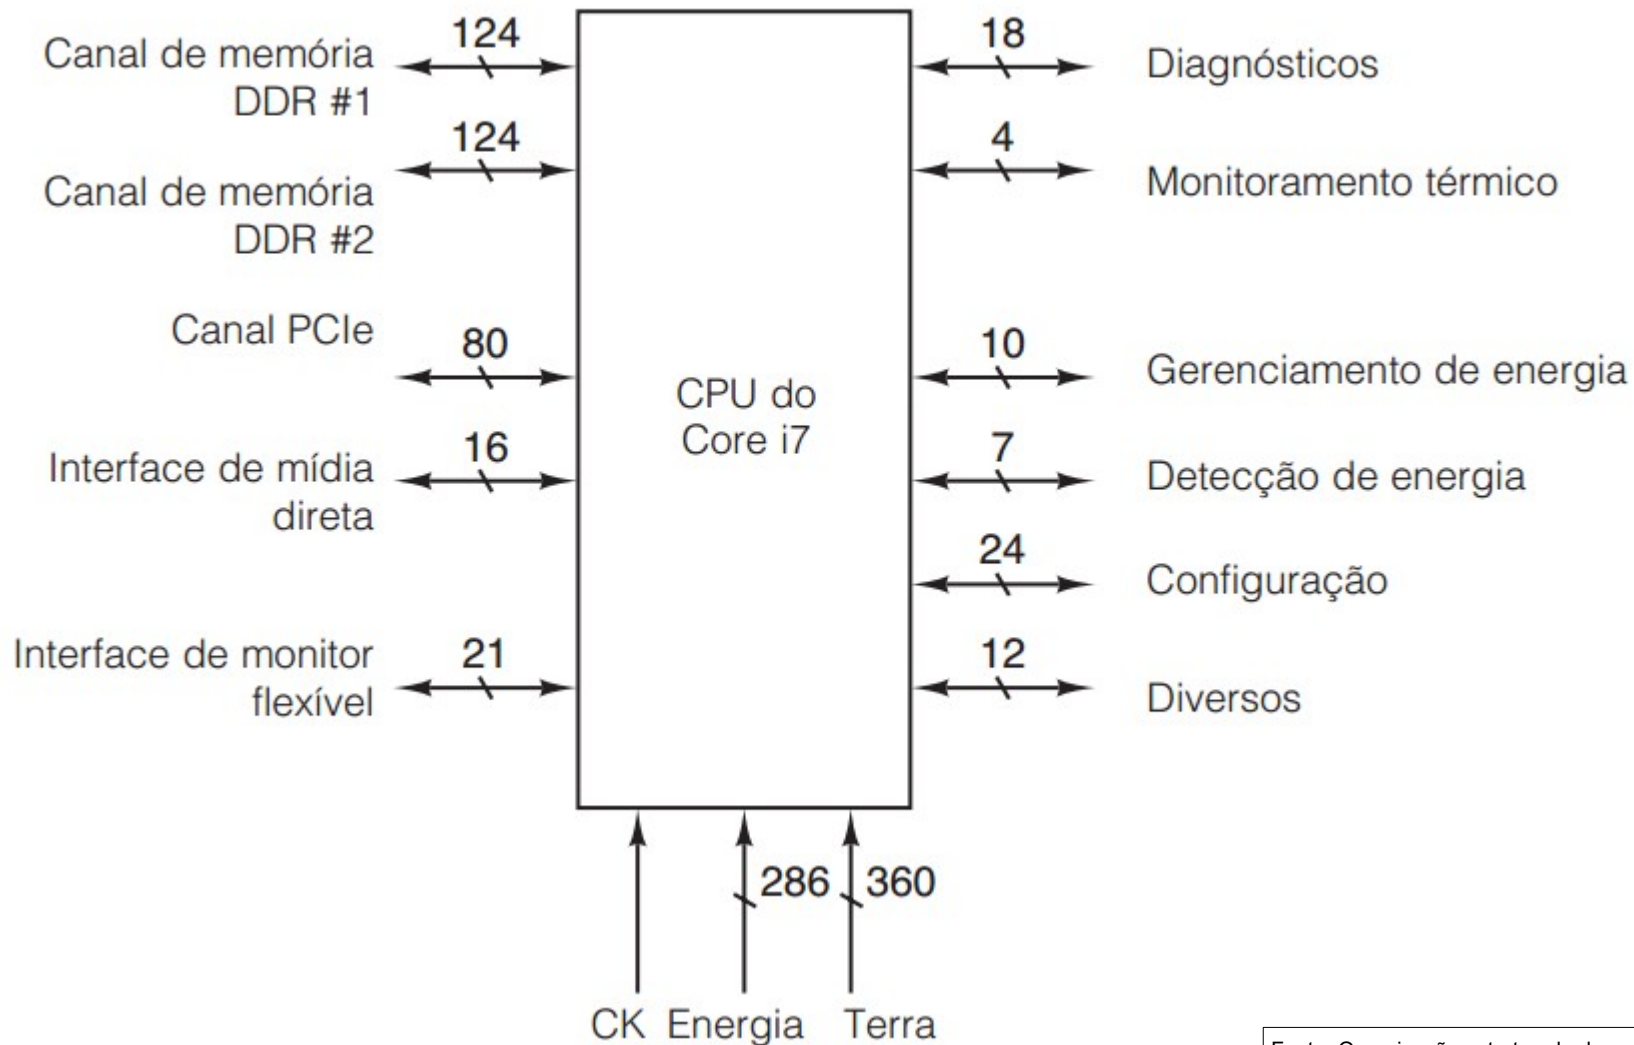 124
Canal de memória
DDR #1
124
Canal de memória
DDR #2
Canal PCIe
80
16
Interface de mídia
direta
Interface de monitor
flexível
21
CPU do
Core i7
18
Diagnósticos
4
Monitoramento térmico
10
Gerenciamento de energia
7
Detecção de energia
24
Configuração
12
Diversos
286
360
CK
Energia
Terra